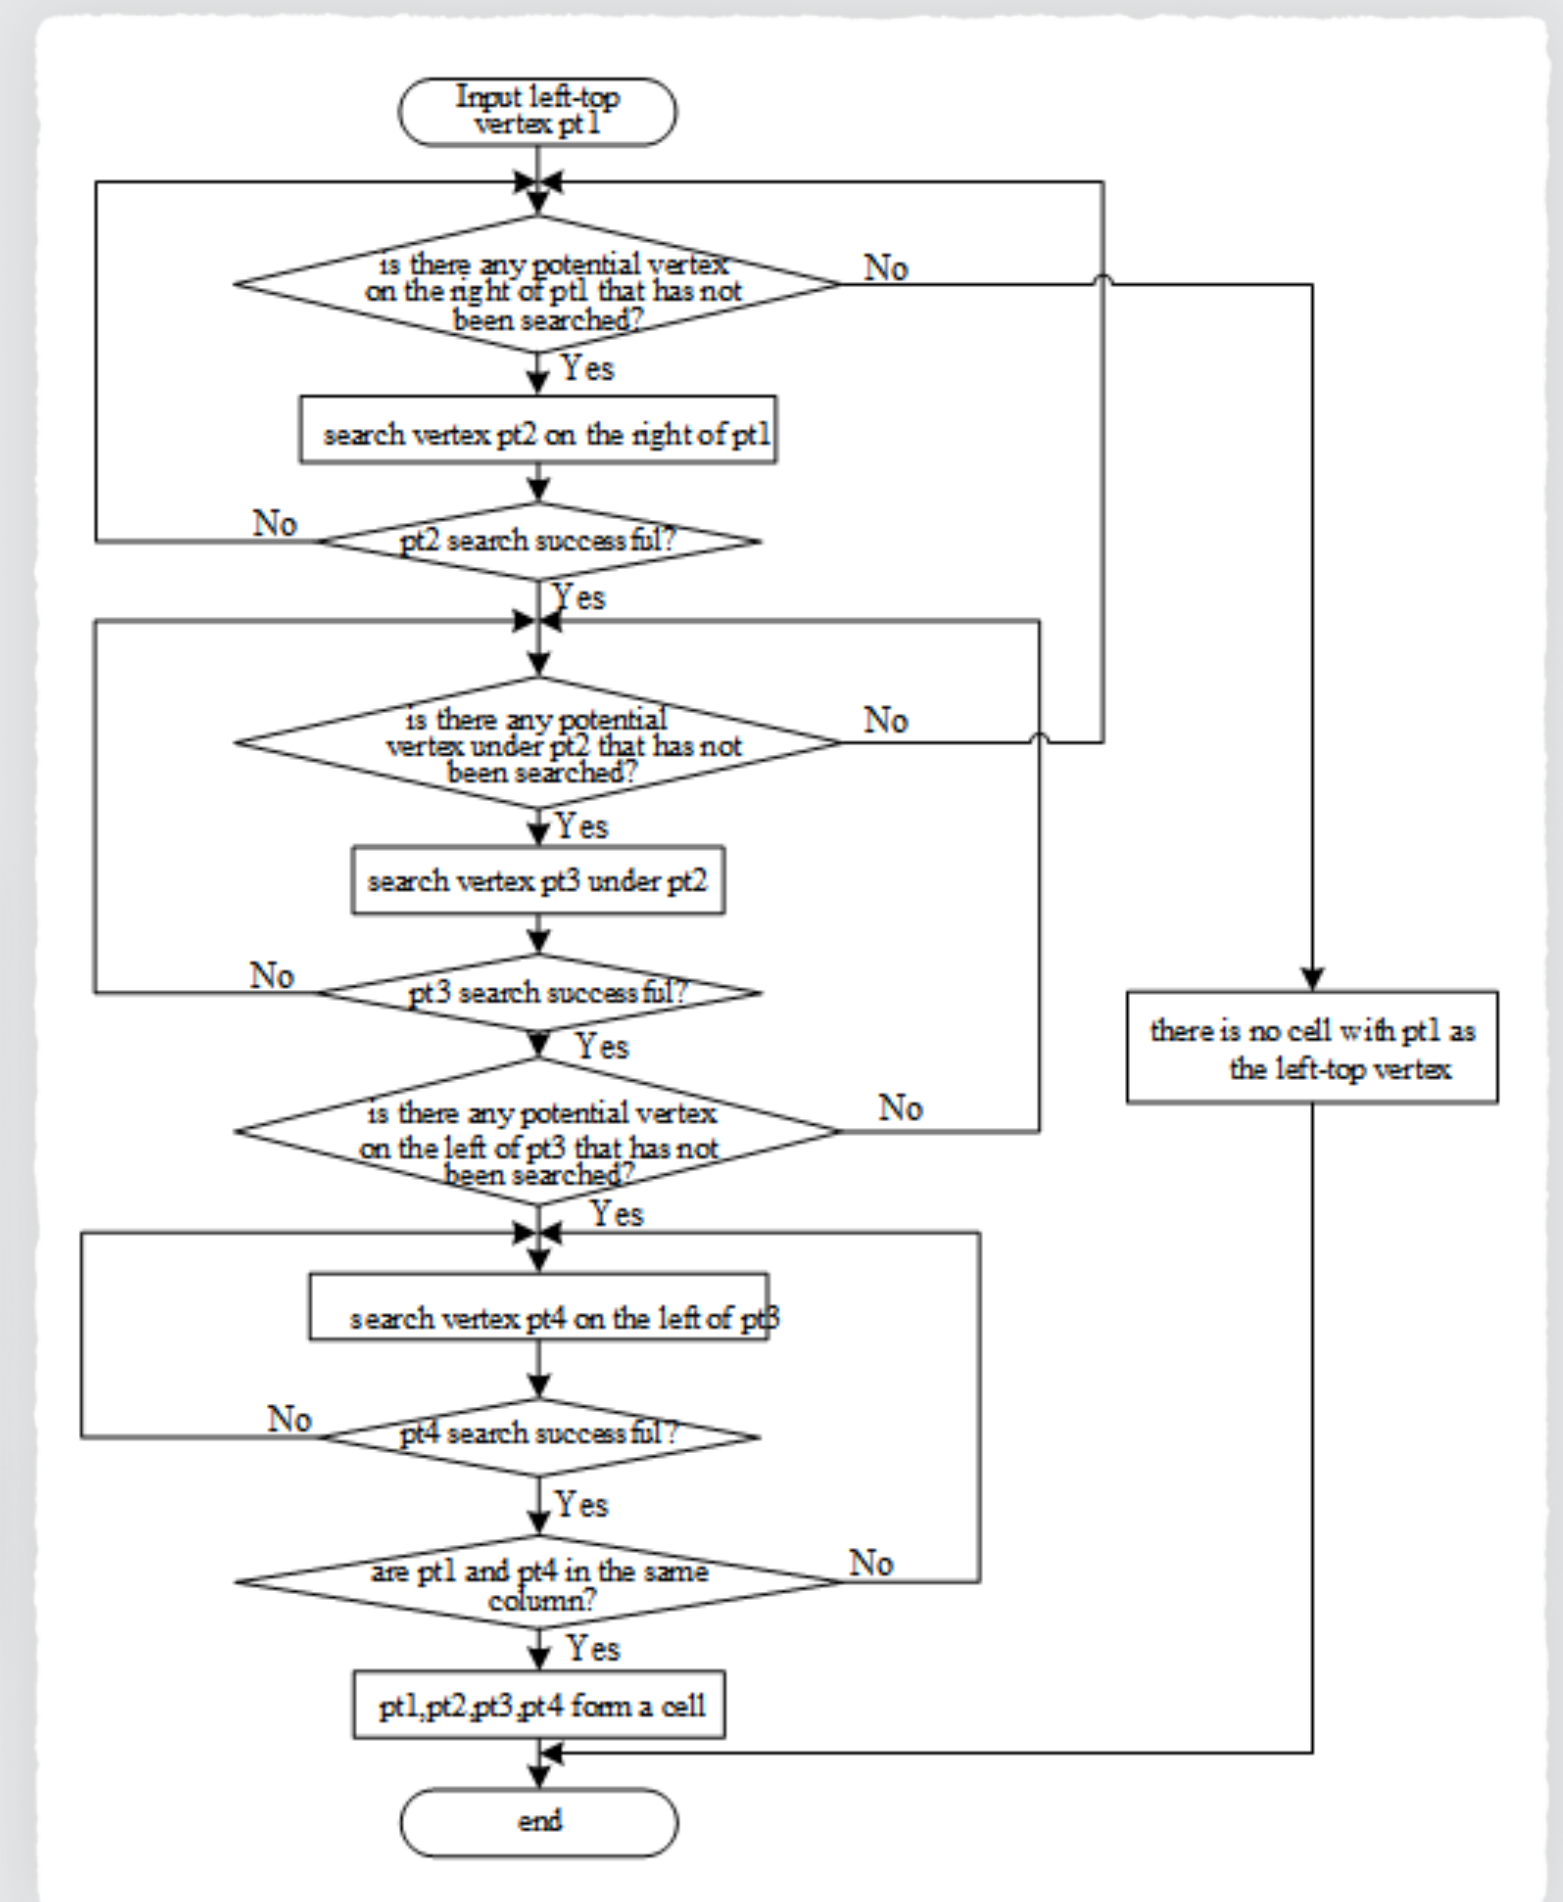 Input left-top
vertex pt1
is there any potential vertex
on the right of pt1 that has not
been searched?
No
Yes
search vertex pt2 on the right of pt1
No
pt2 search successful?
Yes
is there any potential
vertex under pt2 that has not
been searched?
No
Yes
search vertex pt3 under pt2
No
pt3 search successful?
Yes
there is no cell with pt1 as
the left-top vertex
is there any potential vertex
on the left of pt3 that has not
been searched?
No
Yes
search vertex pt4 on the left of pt3
No
pt4 search successful?
Yes
are pt1 and pt4 in the same
column?
No
Yes
pt1,pt2,pt3,pt4 form a cell
end